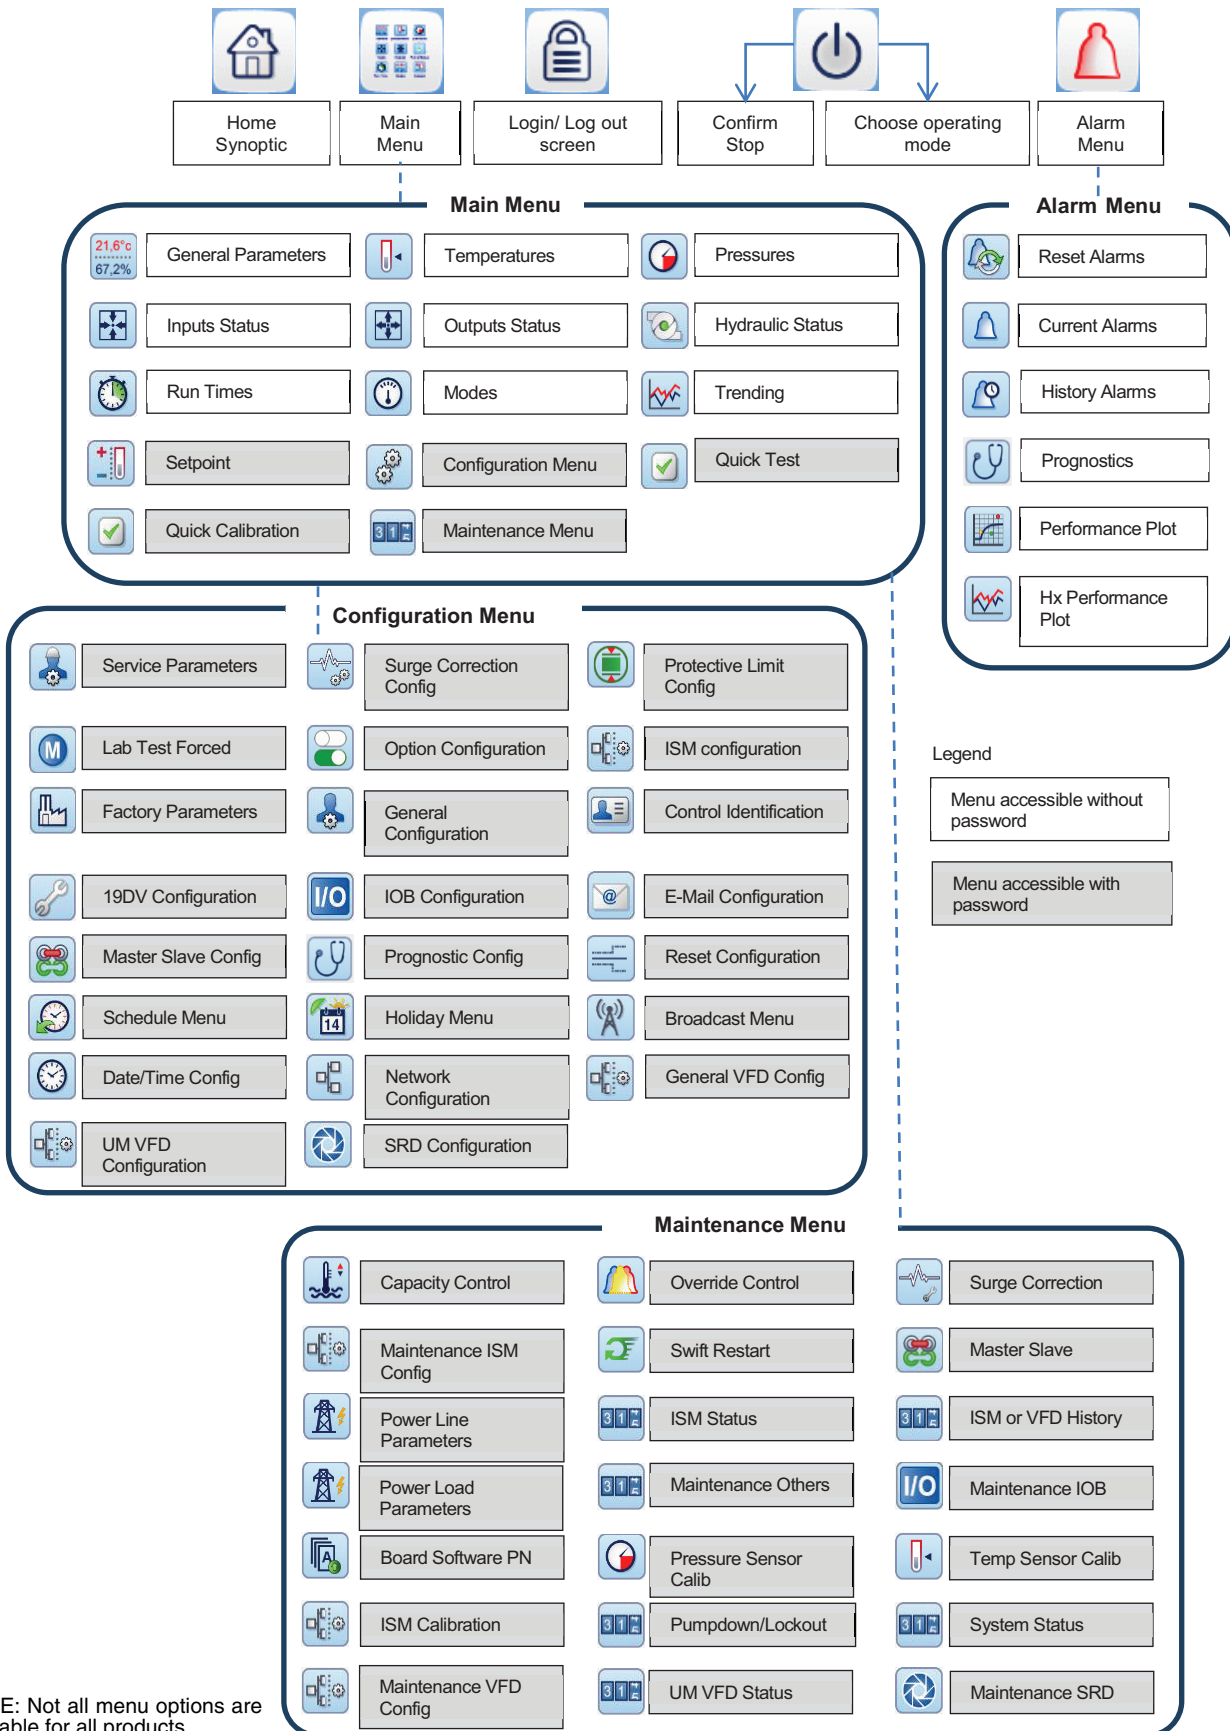 Home
Synoptic
Main
Menu
Login/ Log out
screen
Confirm
Stop
Choose operating
mode
Alarm
Menu
Main Menu
21,6°c
67,2%
General Parameters
Temperatures
Pressures
Inputs Status
Outputs Status
Hydraulic Status
Run Times
Modes
Trending
Setpoint
Configuration Menu
Quick Test
Quick Calibration
Maintenance Menu
Alarm Menu
Reset Alarms
Current Alarms
History Alarms
Prognostics
Performance Plot
Hx Performance
Plot
Configuration Menu
Service Parameters
Surge Correction
Config
Protective Limit
Config
M
Lab Test Forced
Option Configuration
ISM configuration
Factory Parameters
General
Configuration
Control Identification
19DV Configuration
I/O
IOB Configuration
@
E-Mail Configuration
Master Slave Config
Prognostic Config
Reset Configuration
Schedule Menu
14
Holiday Menu
Broadcast Menu
Date/Time Config
Network
Configuration
General VFD Config
UM VFD
Configuration
SRD Configuration
Legend
Menu accessible without
password
Menu accessible with
password
Maintenance Menu
Capacity Control
Override Control
Surge Correction
Maintenance ISM
Config
Swift Restart
Master Slave
Power Line
Parameters
ISM Status
ISM or VFD History
Power Load
Parameters
Maintenance Others
I/O
Maintenance IOB
A
Board Software PN
Pressure Sensor
Calib
Temp Sensor Calib
ISM Calibration
Pumpdown/Lockout
System Status
Maintenance VFD
Config
UM VFD Status
Maintenance SRD
E: Not all menu options are
able for all products